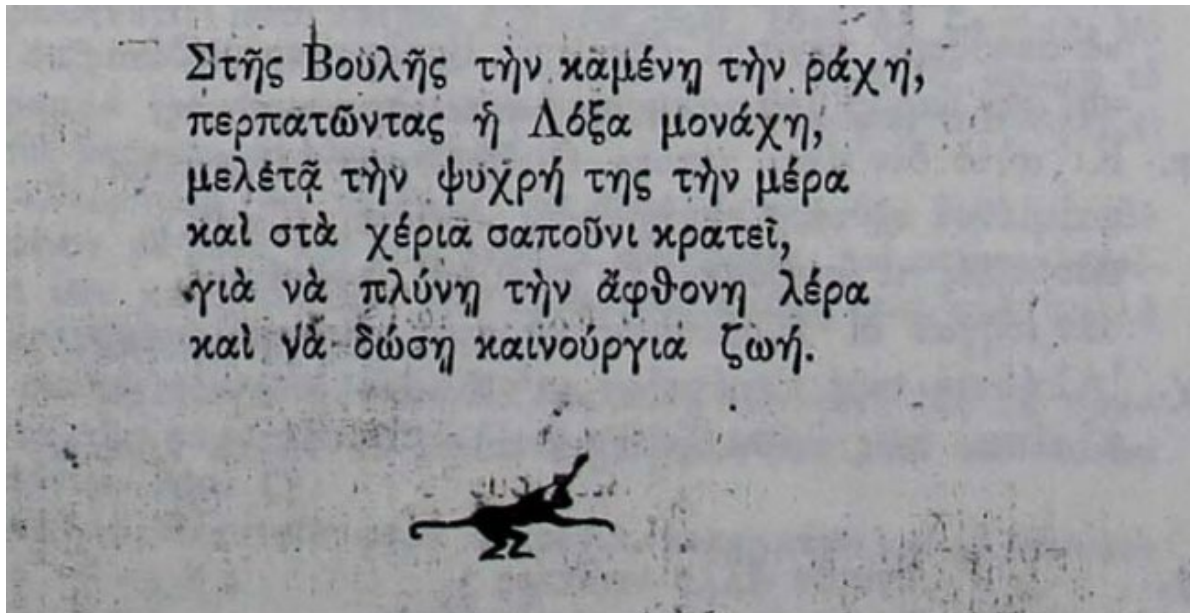 Στῆς Βουλῆς τὴν καμένη τὴν ράχη,
περπατῶντας ἡ Λόξα μονάχη,
μελετᾷ τὴν ψυχρή της τὴν μέρα
καὶ στὰ χέρια σαποῦνι κρατεῖ,
γιὰ νὰ πλύνῃ τὴν ἄφθονη λέρα
καὶ νὰ δώσῃ καινούργια ζωή.